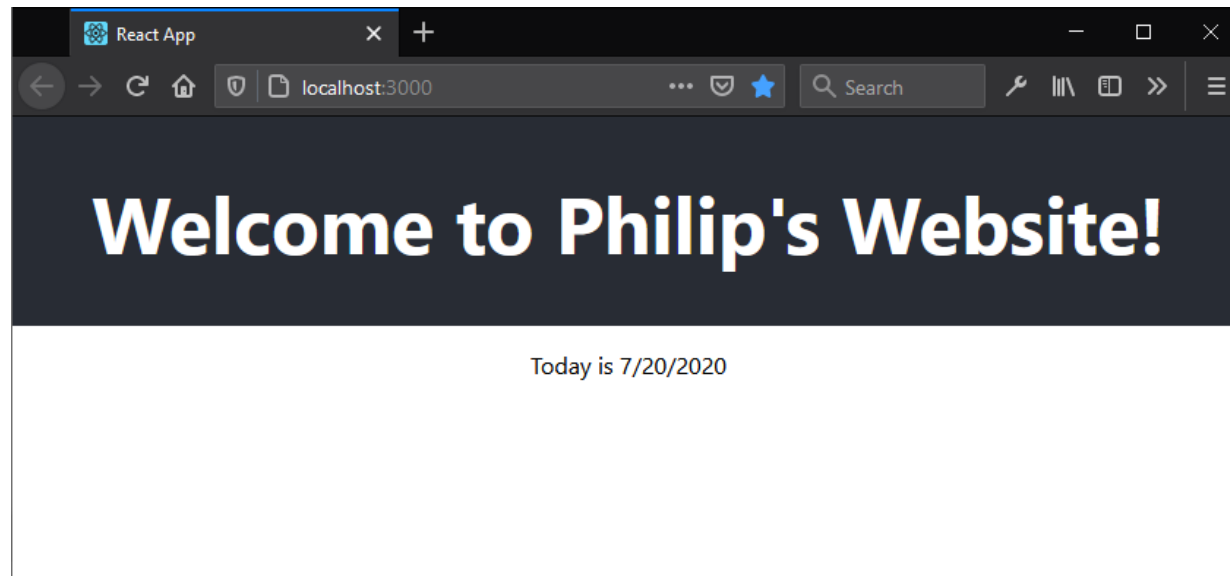 React App
localhost:3000
Search
Welcome to Philip's Website!
Today is 7/20/2020